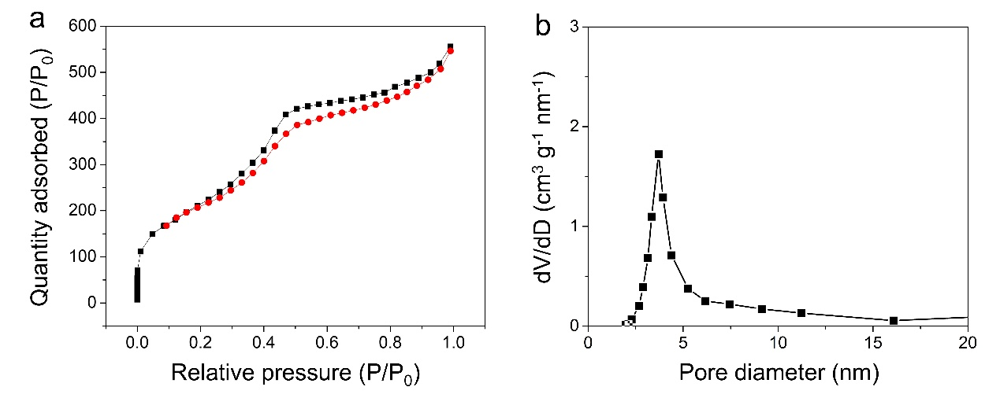 a
600
500
400
300
200
100
0
0.0 0.2 0.4 0.6 0.8 1.0
Quantity adsorbed (P/P₀)
Relative pressure (P/P₀)
b
3
2
1
0
0 5 10 15 20
dV/dD (cm³ g⁻¹ nm⁻¹)
Pore diameter (nm)